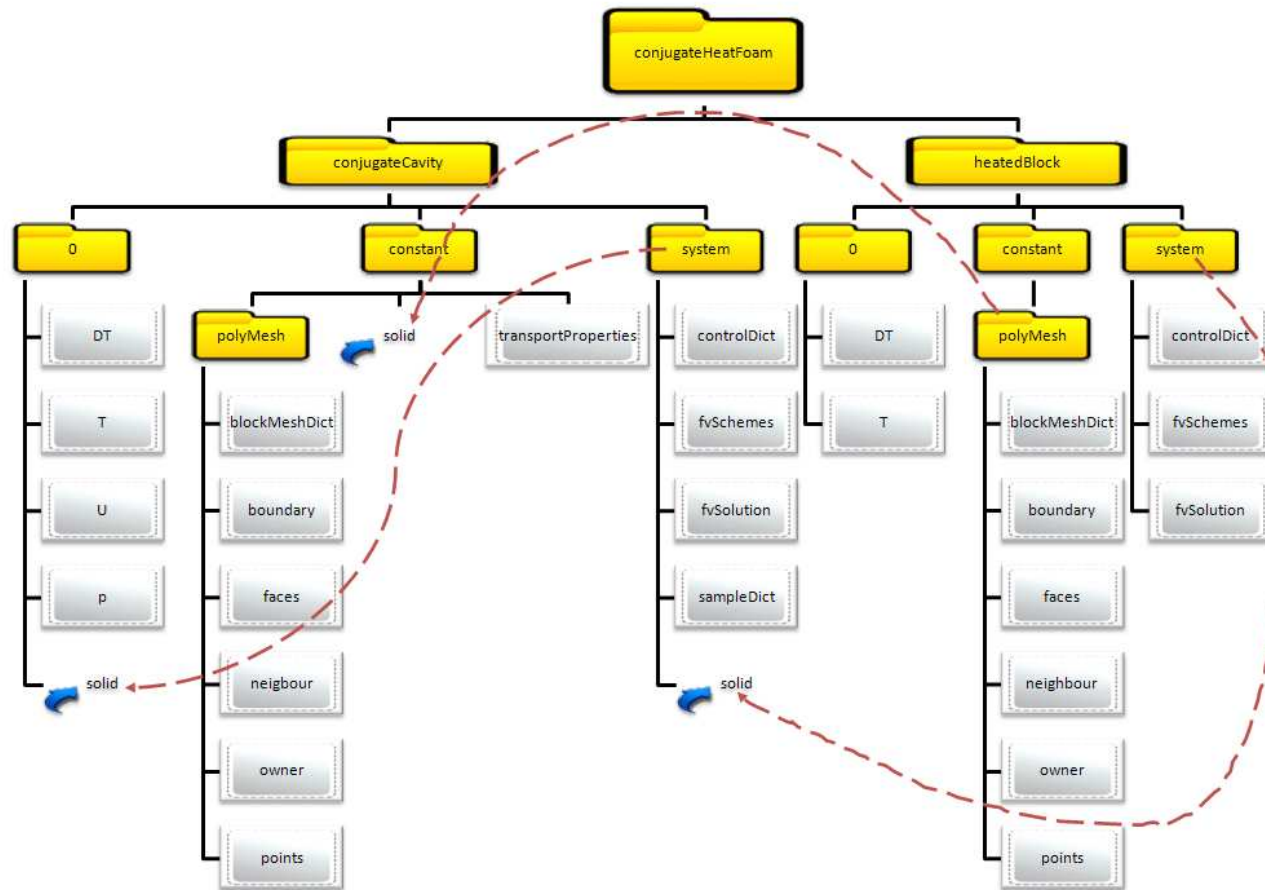 conjugateHeatFoam
conjugateCavity
heatedBlock
0
constant
system
0
constant
system
DT
polyMesh
solid
transportProperties
controlDict
DT
polyMesh
controlDict
T
blockMeshDict
fvSchemes
T
blockMeshDict
fvSchemes
U
boundary
fvSolution
boundary
fvSolution
p
faces
sampleDict
faces
solid
neigbour
solid
neighbour
owner
owner
points
points